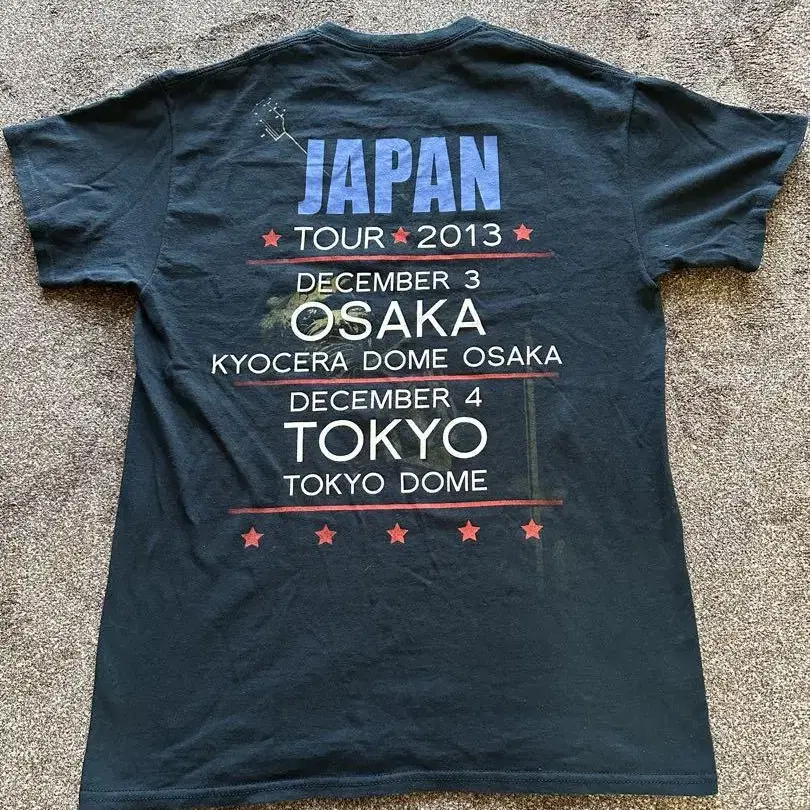 JAPAN
TOUR ★ 2013
DECEMBER 3
OSAKA
KYOCERA DOME OSAKA
DECEMBER 4
TOKYO
TOKYO DOME